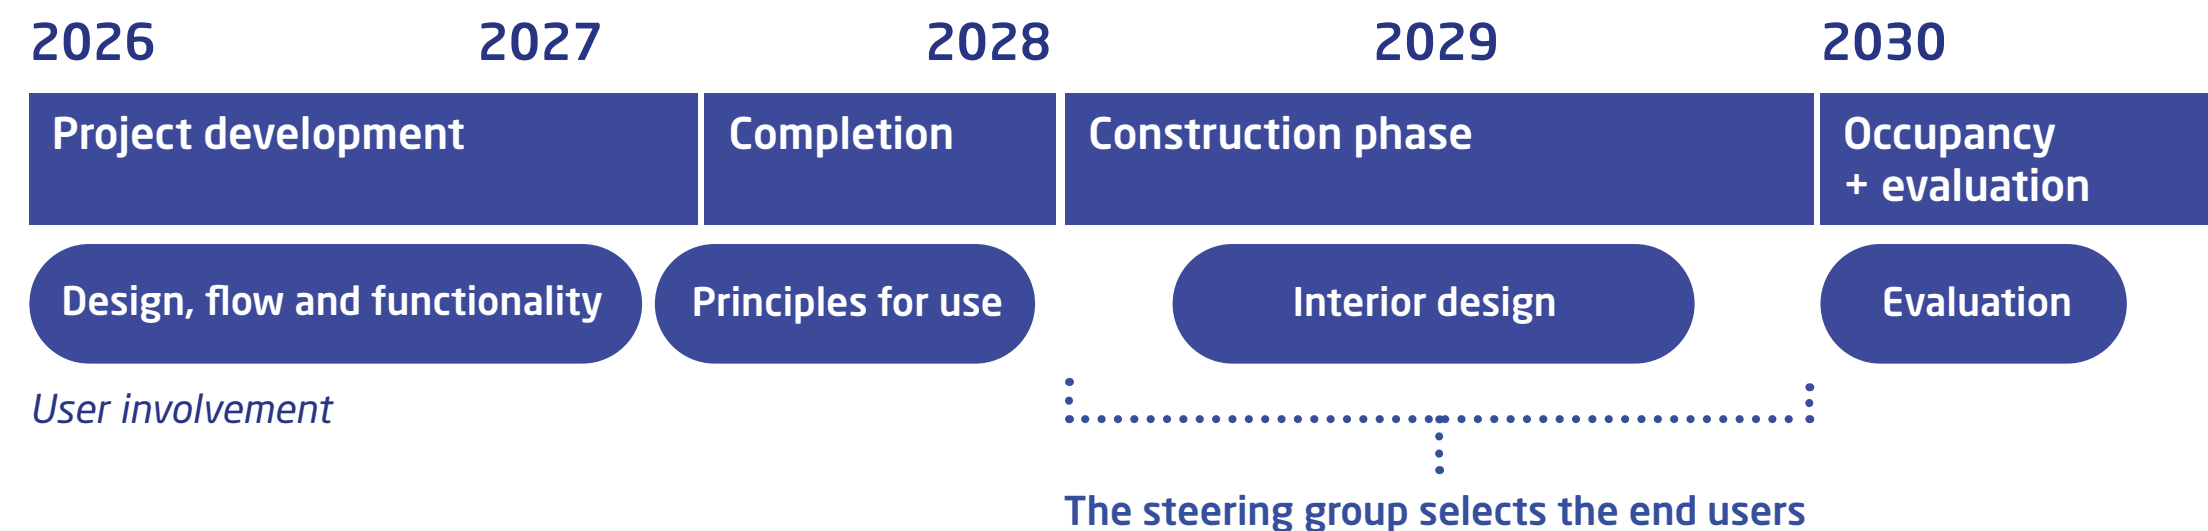 2026 2027 2028 2029 2030
Project development
Completion
Construction phase
Occupancy
+ evaluation
Design, flow and functionality
Principles for use
Interior design
Evaluation
User involvement
The steering group selects the end users